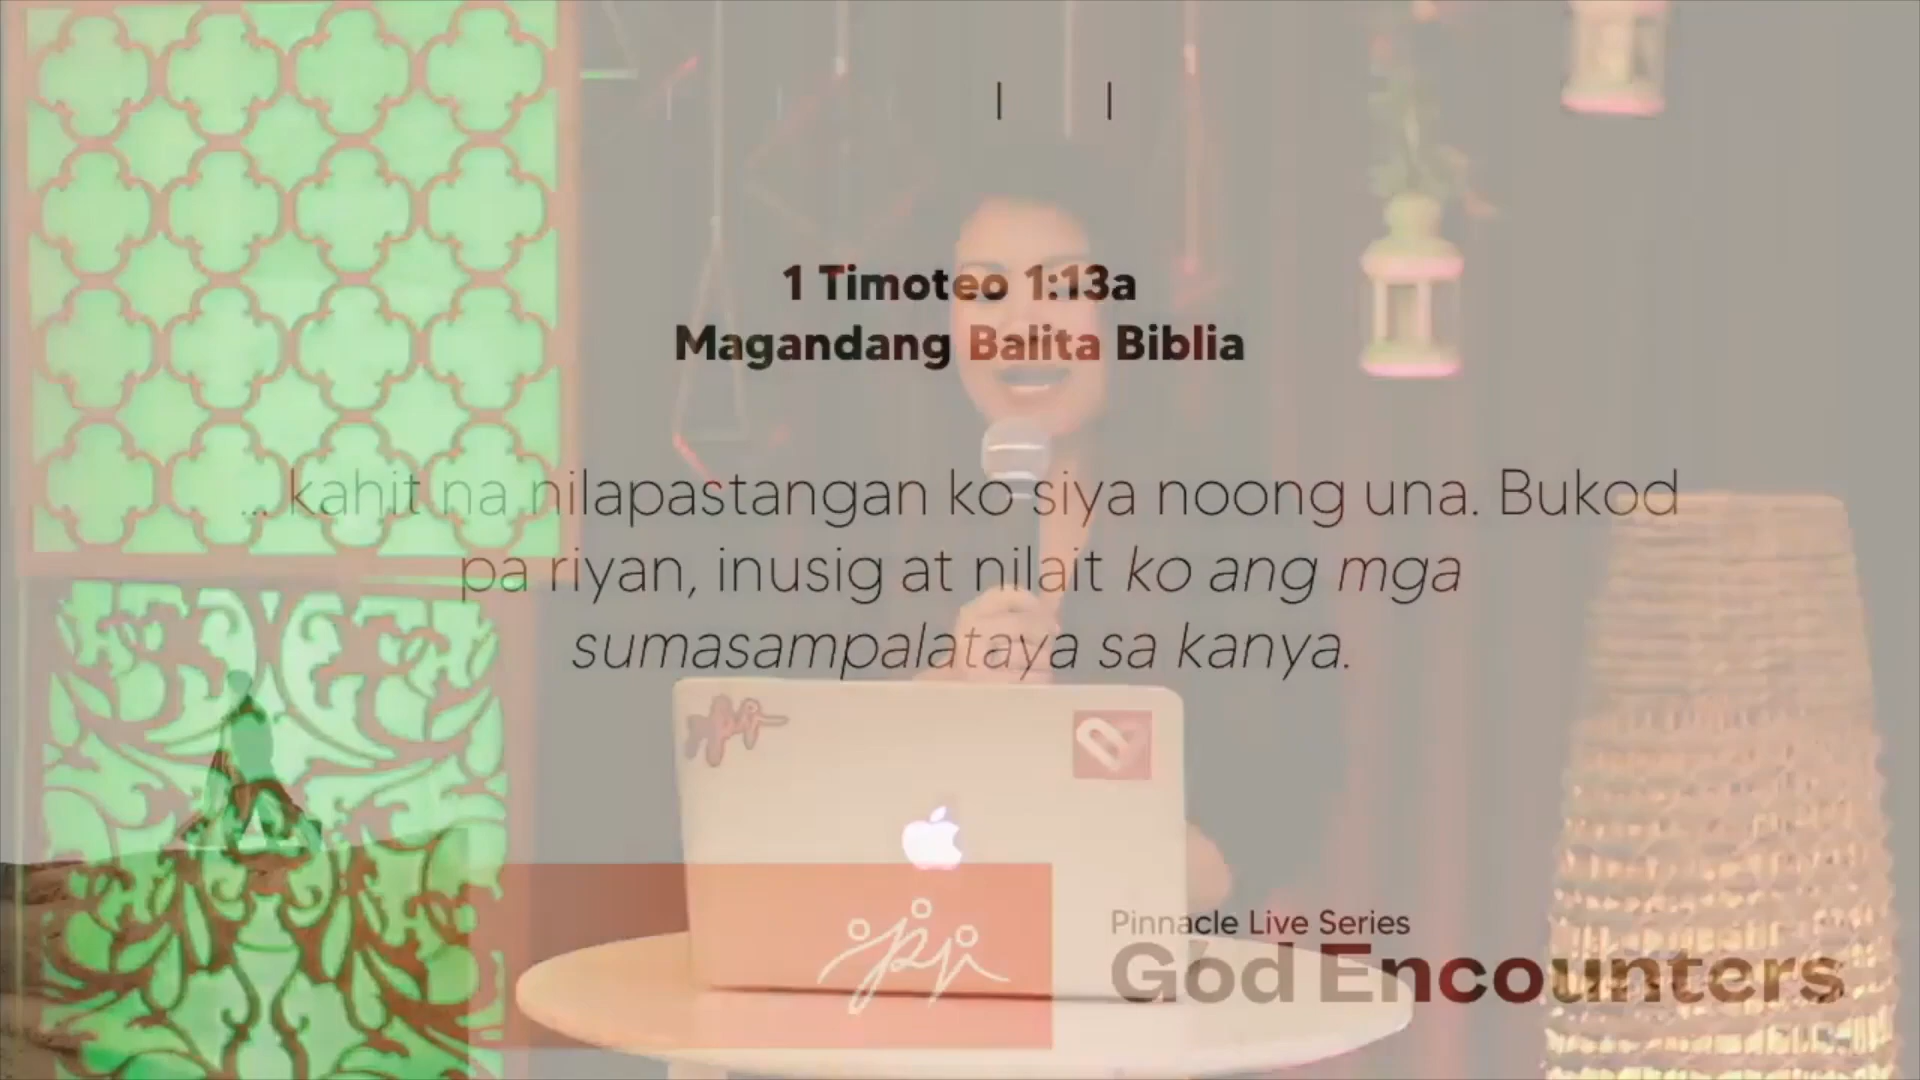 1 Timoteo 1:13a
Magandang Balita Biblia
... kahit na nilapastangan ko siya noong una. Bukod
pa riyan, inusig at nilait ko ang mga
sumasampalataya sa kanya.
Pinnacle Live Series
God Encounters